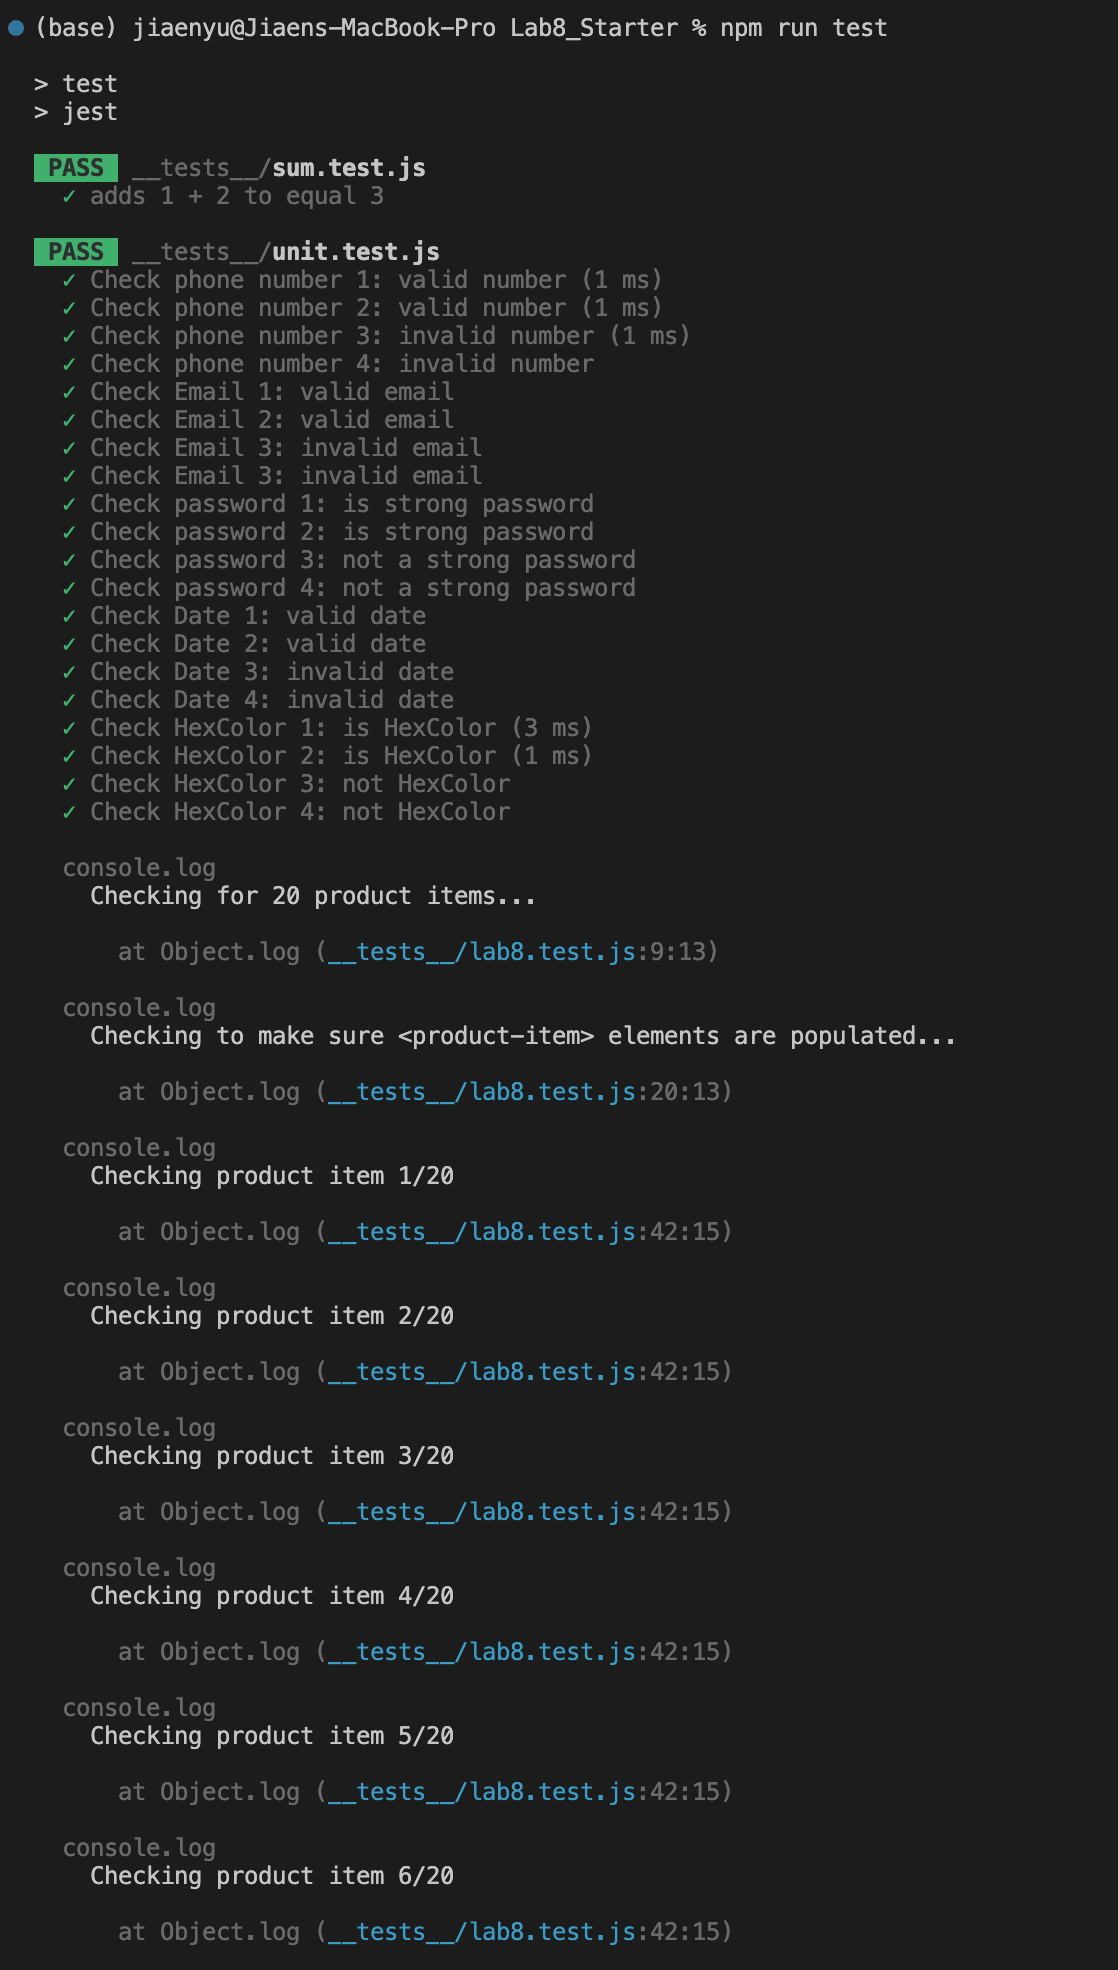 (base) jiaenyu@Jiaens-MacBook-Pro Lab8_Starter % npm run test
> test
> jest
PASS __tests__/sum.test.js
✓ adds 1 + 2 to equal 3
PASS __tests__/unit.test.js
✓ Check phone number 1: valid number (1 ms)
✓ Check phone number 2: valid number (1 ms)
✓ Check phone number 3: invalid number (1 ms)
✓ Check phone number 4: invalid number
✓ Check Email 1: valid email
✓ Check Email 2: valid email
✓ Check Email 3: invalid email
✓ Check Email 3: invalid email
✓ Check password 1: is strong password
✓ Check password 2: is strong password
✓ Check password 3: not a strong password
✓ Check password 4: not a strong password
✓ Check Date 1: valid date
✓ Check Date 2: valid date
✓ Check Date 3: invalid date
✓ Check Date 4: invalid date
✓ Check HexColor 1: is HexColor (3 ms)
✓ Check HexColor 2: is HexColor (1 ms)
✓ Check HexColor 3: not HexColor
✓ Check HexColor 4: not HexColor
console.log
Checking for 20 product items...
at Object.log (__tests__/lab8.test.js:9:13)
console.log
Checking to make sure <product-item> elements are populated...
at Object.log (__tests__/lab8.test.js:20:13)
console.log
Checking product item 1/20
at Object.log (__tests__/lab8.test.js:42:15)
console.log
Checking product item 2/20
at Object.log (__tests__/lab8.test.js:42:15)
console.log
Checking product item 3/20
at Object.log (__tests__/lab8.test.js:42:15)
console.log
Checking product item 4/20
at Object.log (__tests__/lab8.test.js:42:15)
console.log
Checking product item 5/20
at Object.log (__tests__/lab8.test.js:42:15)
console.log
Checking product item 6/20
at Object.log (__tests__/lab8.test.js:42:15)